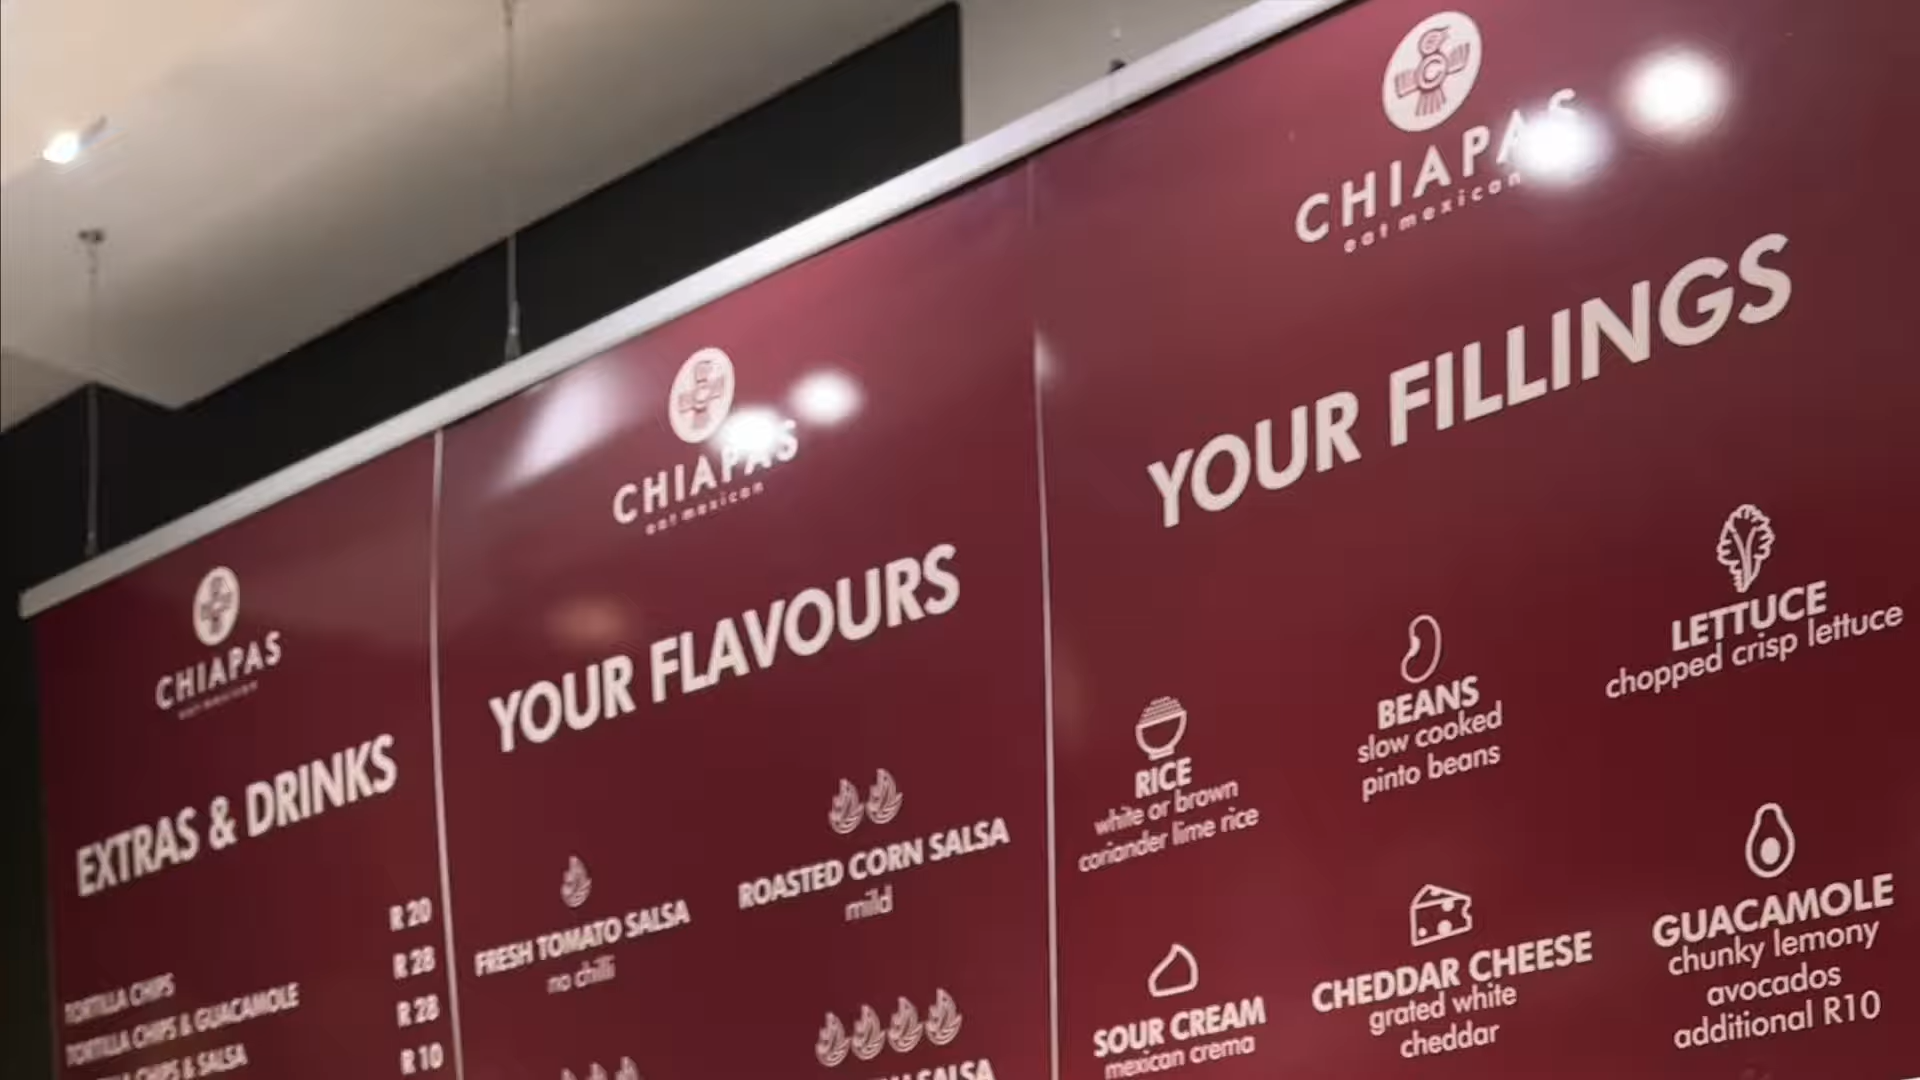 CHIAPAS
eat mexican
EXTRAS & DRINKS
R 20
R 28
R 28
R 10
TORTILLA CHIPS
TORTILLA CHIPS & GUACAMOLE
CHIPS & SALSA
CHIAPAS
eat mexican
YOUR FLAVOURS
FRESH TOMATO SALSA
no chilli
ROASTED CORN SALSA
mild
SALSA
CHIAPAS
eat mexican
YOUR FILLINGS
RICE
white or brown
coriander lime rice
BEANS
slow cooked
pinto beans
LETTUCE
chopped crisp lettuce
SOUR CREAM
mexican crema
CHEDDAR CHEESE
grated white
cheddar
GUACAMOLE
chunky lemony
avocados
additional R10